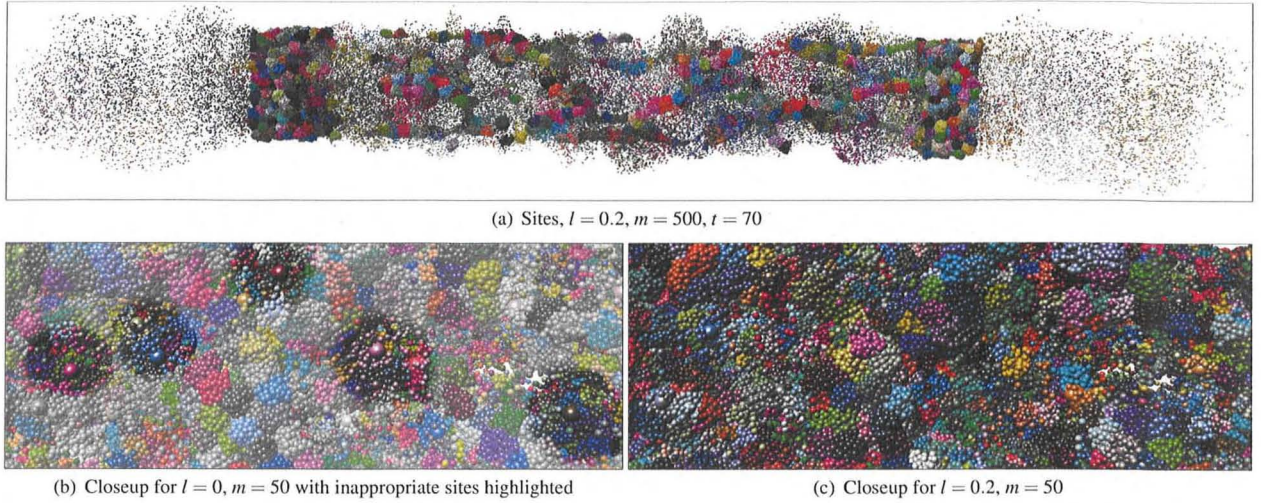 (a) Sites, l = 0.2, m = 500, t = 70
(b) Closeup for l = 0, m = 50 with inappropriate sites highlighted
(c) Closeup for l = 0.2, m = 50